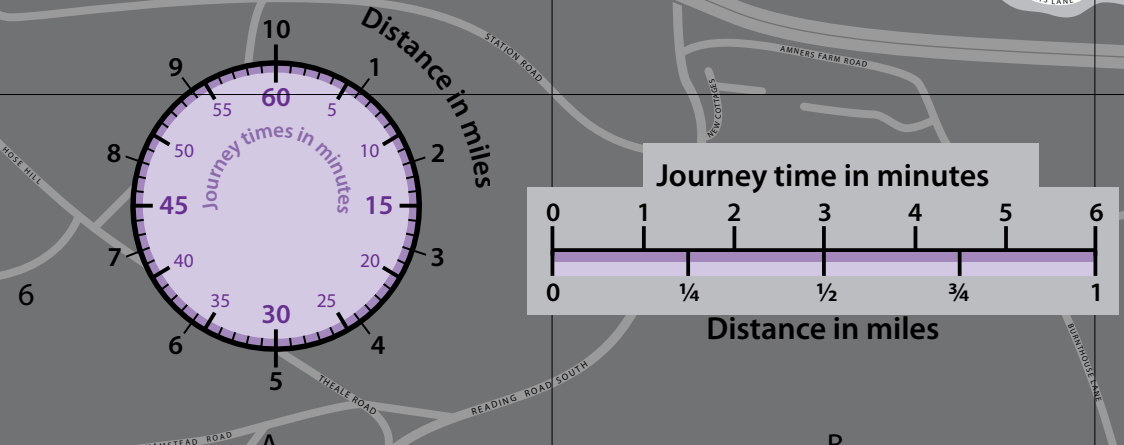 Distance in miles
10
1
2
3
4
5
6
7
8
9
60
5
10
15
20
25
30
35
40
45
50
55
Journey times in minutes
STATION ROAD
AMNERS FARM ROAD
NEW COTTAGES
HOSE HILL
6
Journey time in minutes
0 1 2 3 4 5 6
0 ¼ ½ ¾ 1
Distance in miles
THEALE ROAD
READING ROAD SOUTH
BURNTHOUSE LANE
ROAD
LANE